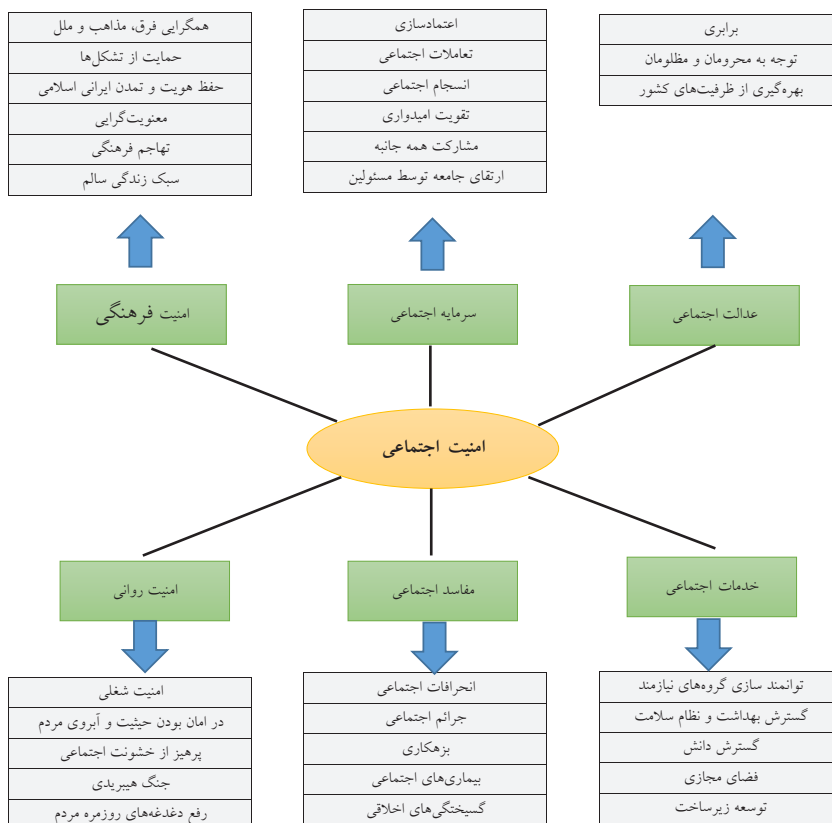 برابری
توجه به محرومان و مظلومان
بهره‌گیری از ظرفیت‌های کشور
اعتمادسازی
تعاملات اجتماعی
انسجام اجتماعی
تقویت امیدواری
مشارکت همه جانبه
ارتقای جامعه توسط مسئولین
همگرایی فرق، مذاهب و ملل
حمایت از تشکل‌ها
حفظ هویت و تمدن ایرانی اسلامی
معنویت‌گرایی
تهاجم فرهنگی
سبک زندگی سالم
عدالت اجتماعی
سرمایه اجتماعی
امنیت فرهنگی
امنیت اجتماعی
خدمات اجتماعی
مفاسد اجتماعی
امنیت روانی
توانمند سازی گروه‌های نیازمند
گسترش بهداشت و نظام سلامت
گسترش دانش
فضای مجازی
توسعه زیرساخت
انحرافات اجتماعی
جرائم اجتماعی
بزهکاری
بیماری‌های اجتماعی
گسیختگی‌های اخلاقی
امنیت شغلی
در امان بودن حیثیت و آبروی مردم
پرهیز از خشونت اجتماعی
جنگ هیبریدی
رفع دغدغه‌های روزمره مردم